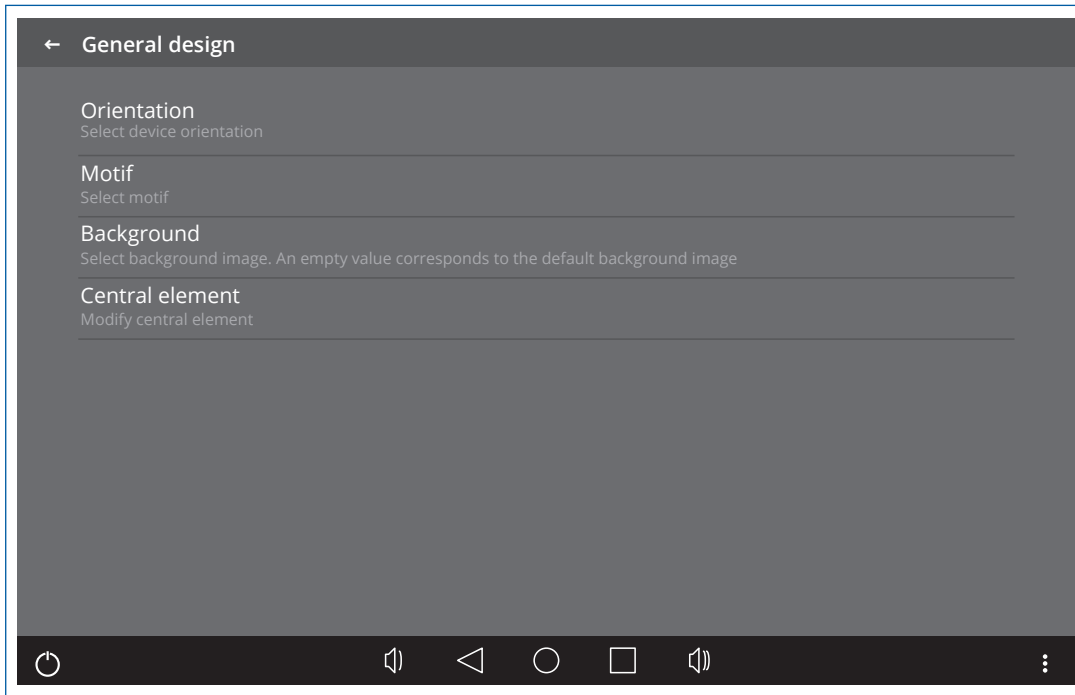 General design
Orientation
Select device orientation
Motif
Select motif
Background
Select background image. An empty value corresponds to the default background image
Central element
Modify central element